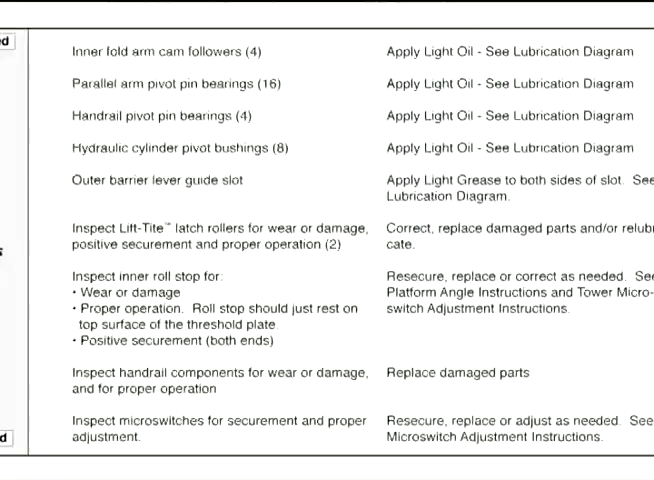 ed
Inner fold arm cam followers (4) Apply Light Oil - See Lubrication Diagram
Parallel arm pivot pin bearings (16) Apply Light Oil - See Lubrication Diagram
Handrail pivot pin bearings (4) Apply Light Oil - See Lubrication Diagram
Hydraulic cylinder pivot bushings (8) Apply Light Oil - See Lubrication Diagram
Outer barrier lever guide slot Apply Light Grease to both sides of slot. See
Lubrication Diagram.
Inspect Lift-Tite™ latch rollers for wear or damage, Correct, replace damaged parts and/or relubri
positive securement and proper operation (2) cate.
Inspect inner roll stop for: Resecure, replace or correct as needed. See
• Wear or damage Platform Angle Instructions and Tower Micro-
• Proper operation. Roll stop should just rest on switch Adjustment Instructions.
top surface of the threshold plate
• Positive securement (both ends)
Inspect handrail components for wear or damage, Replace damaged parts
and for proper operation
Inspect microswitches for securement and proper Resecure, replace or adjust as needed. See
adjustment. Microswitch Adjustment Instructions.
d